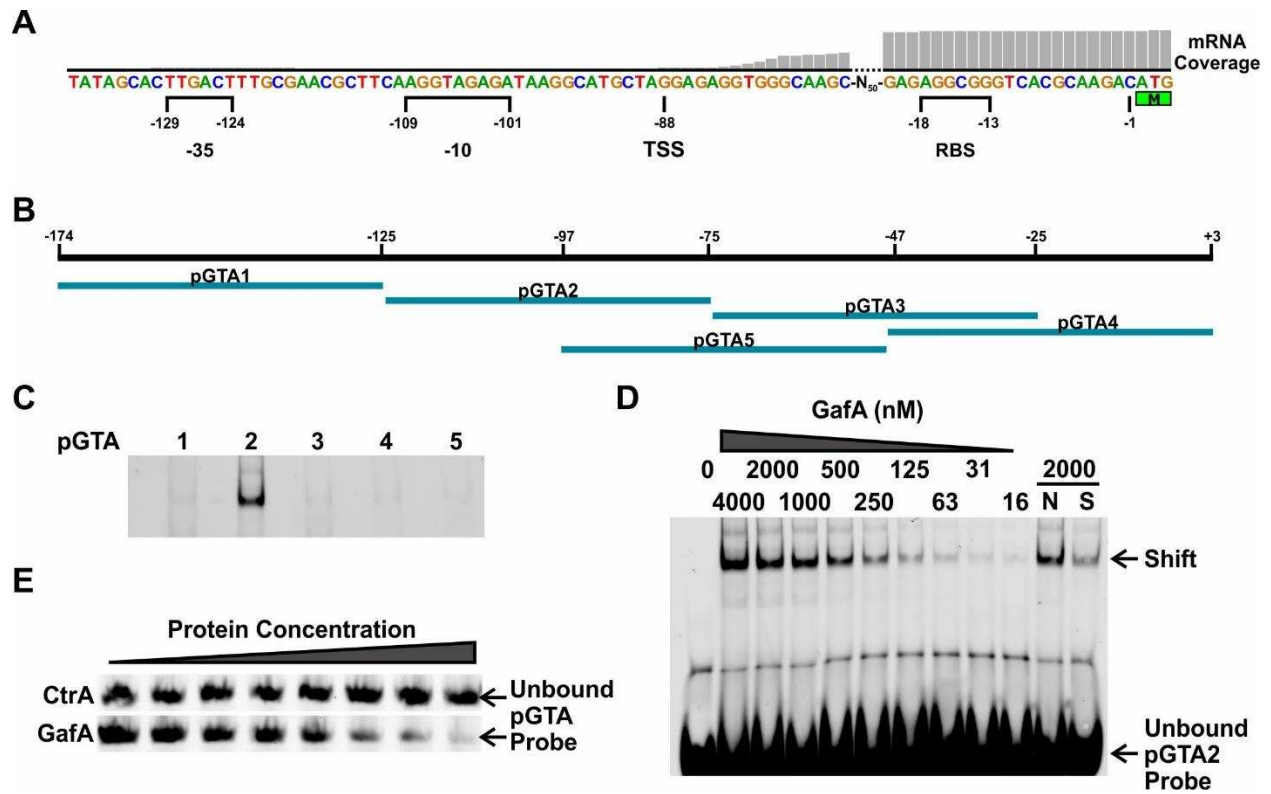 A
mRNA
Coverage
TATAGCACTTGACTTTGCGAACGCTTCAAGGTAGAGATAAGGCATGCTAGGAGAGGTGGGCAAGC-N50-GAGAGGCGGGTCACGCAAGACATG
M
-129 -124 -109 -101 -88 -18 -13 -1
-35 -10 TSS RBS
B
-174 -125 -97 -75 -47 -25 +3
pGTA1
pGTA2
pGTA3
pGTA4
pGTA5
C
pGTA 1 2 3 4 5
D
GafA (nM)
0 2000 500 125 31 2000
4000 1000 250 63 16 N S
Shift
Unbound
pGTA2
Probe
E
Protein Concentration
CtrA
GafA
Unbound
pGTA
Probe